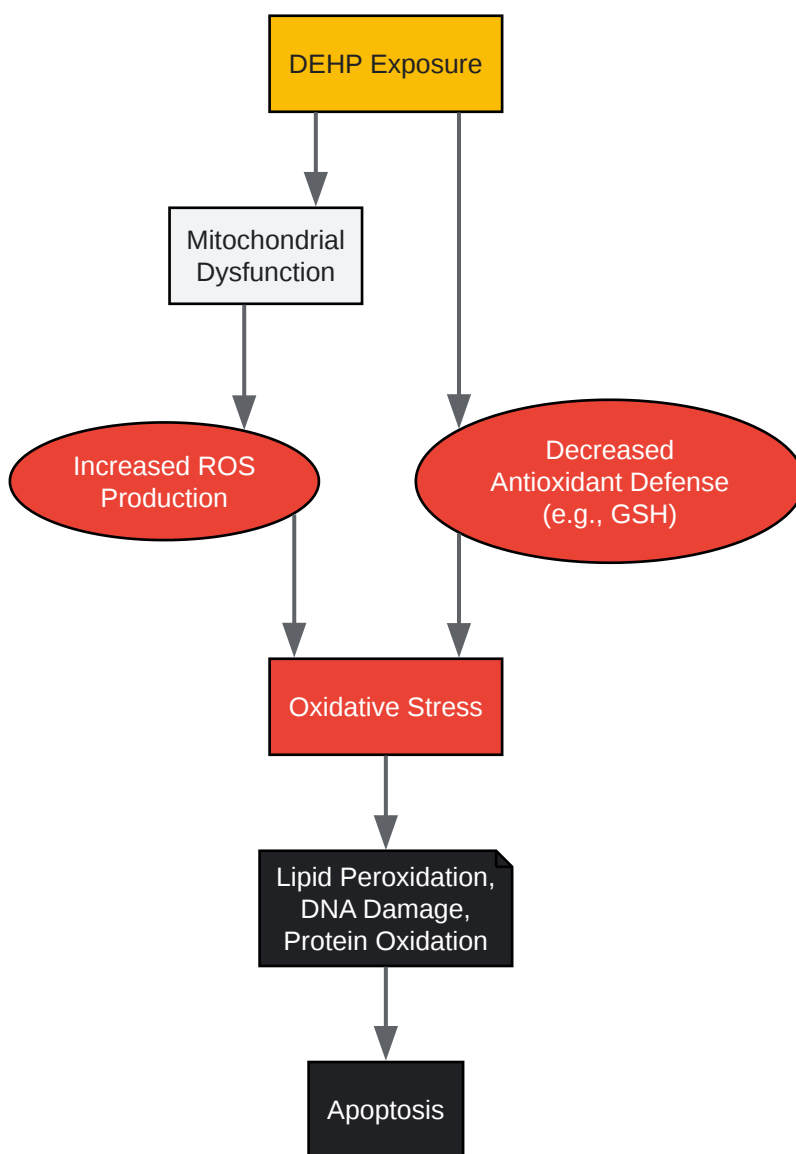 DEHP Exposure
Mitochondrial
Dysfunction
Increased ROS
Production
Decreased
Antioxidant Defense
(e.g., GSH)
Oxidative Stress
Lipid Peroxidation,
DNA Damage,
Protein Oxidation
Apoptosis